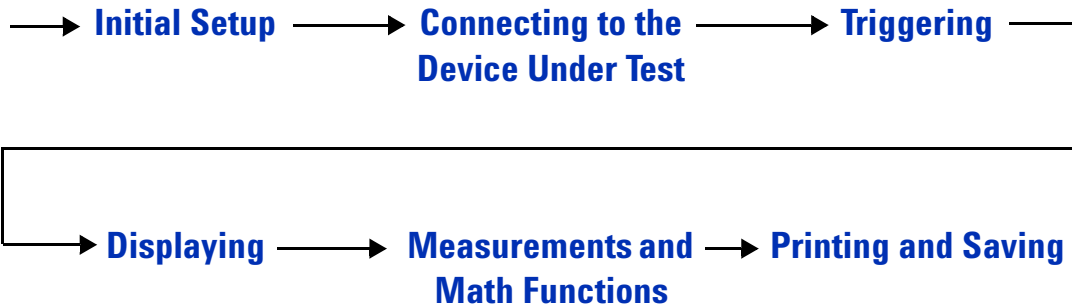 Initial Setup
Connecting to the
Device Under Test
Triggering
Displaying
Measurements and
Math Functions
Printing and Saving